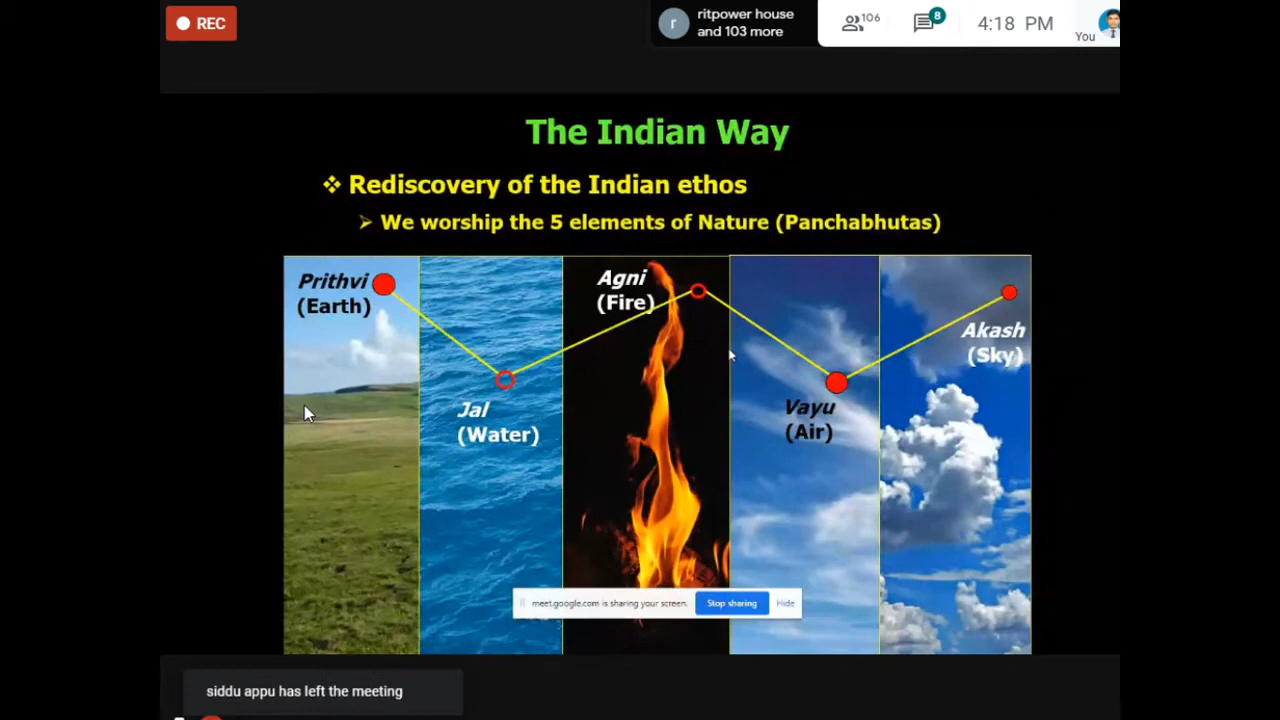 REC
ritpower house
and 103 more
r
106
8
4:18 PM
You
The Indian Way
❖ Rediscovery of the Indian ethos
➢ We worship the 5 elements of Nature (Panchabhutas)
Prithvi
(Earth)
Jal
(Water)
Agni
(Fire)
Vayu
(Air)
Akash
(Sky)
meet.google.com is sharing your screen.
Stop sharing
Hide
siddu appu has left the meeting